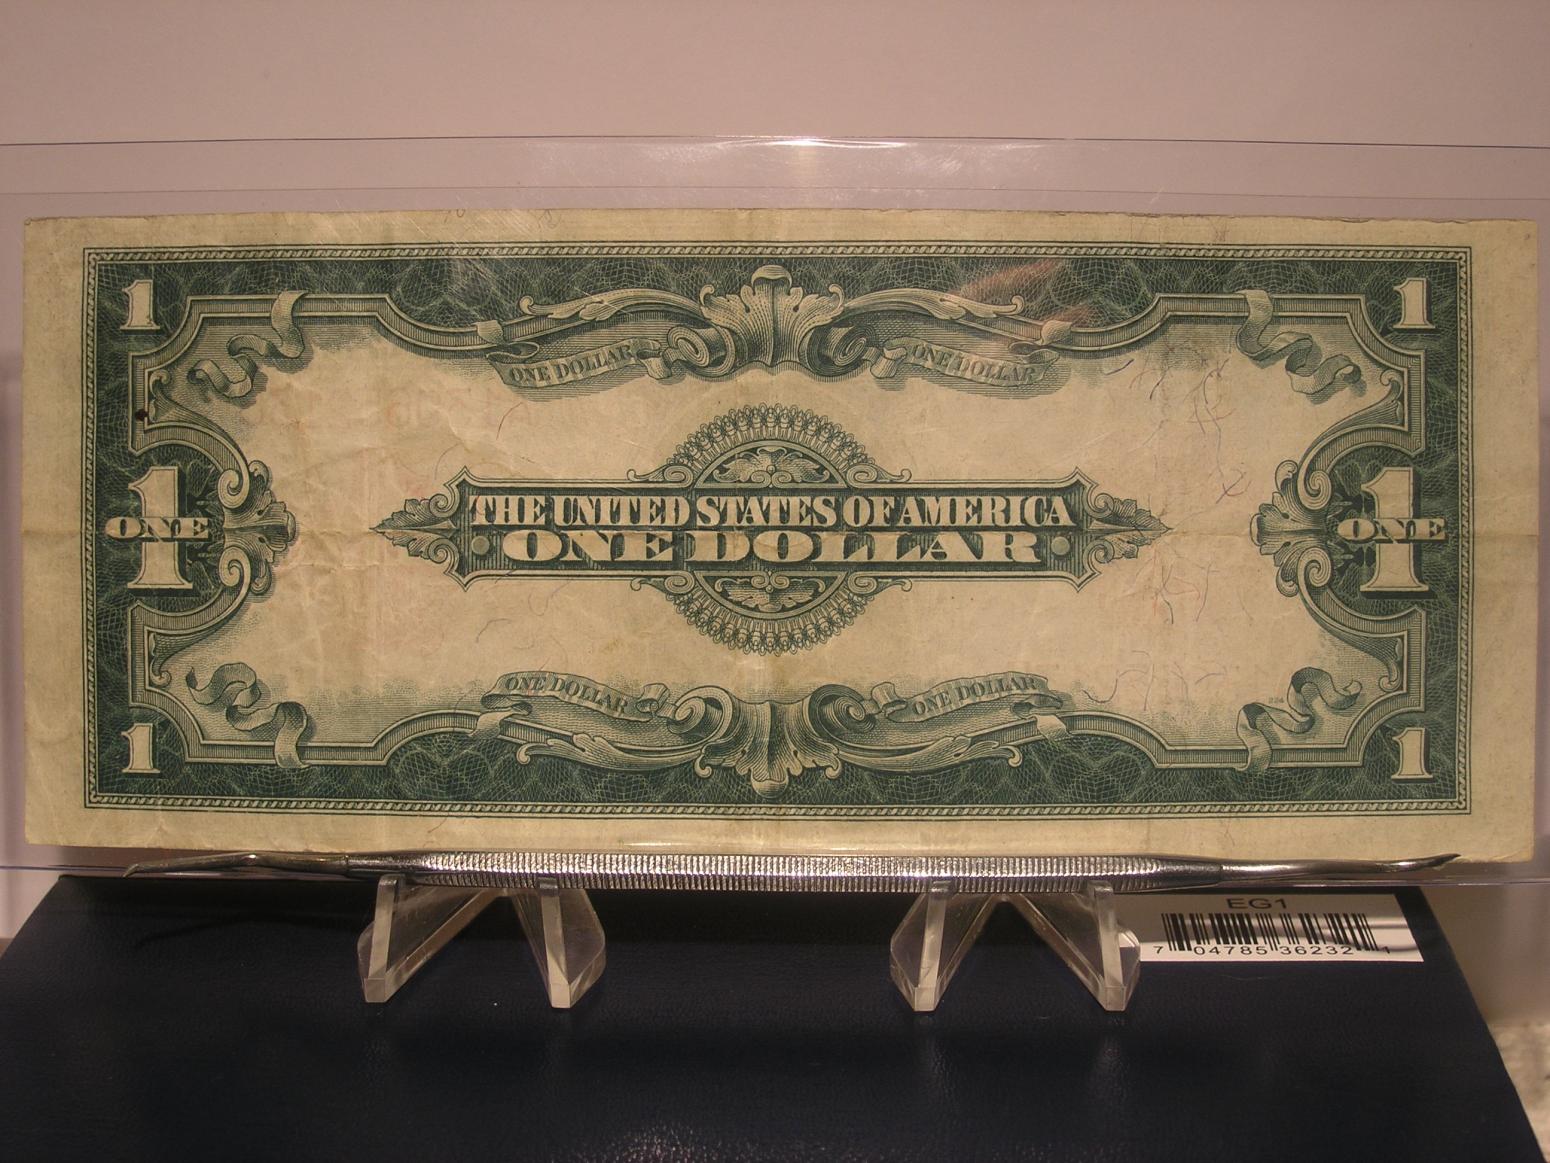 1 1
ONE DOLLAR ONE DOLLAR
THE UNITED STATES OF AMERICA
1 ONE ONE DOLLAR 1 ONE
ONE DOLLAR ONE DOLLAR
1 1
EG1
7 04785 36232 1